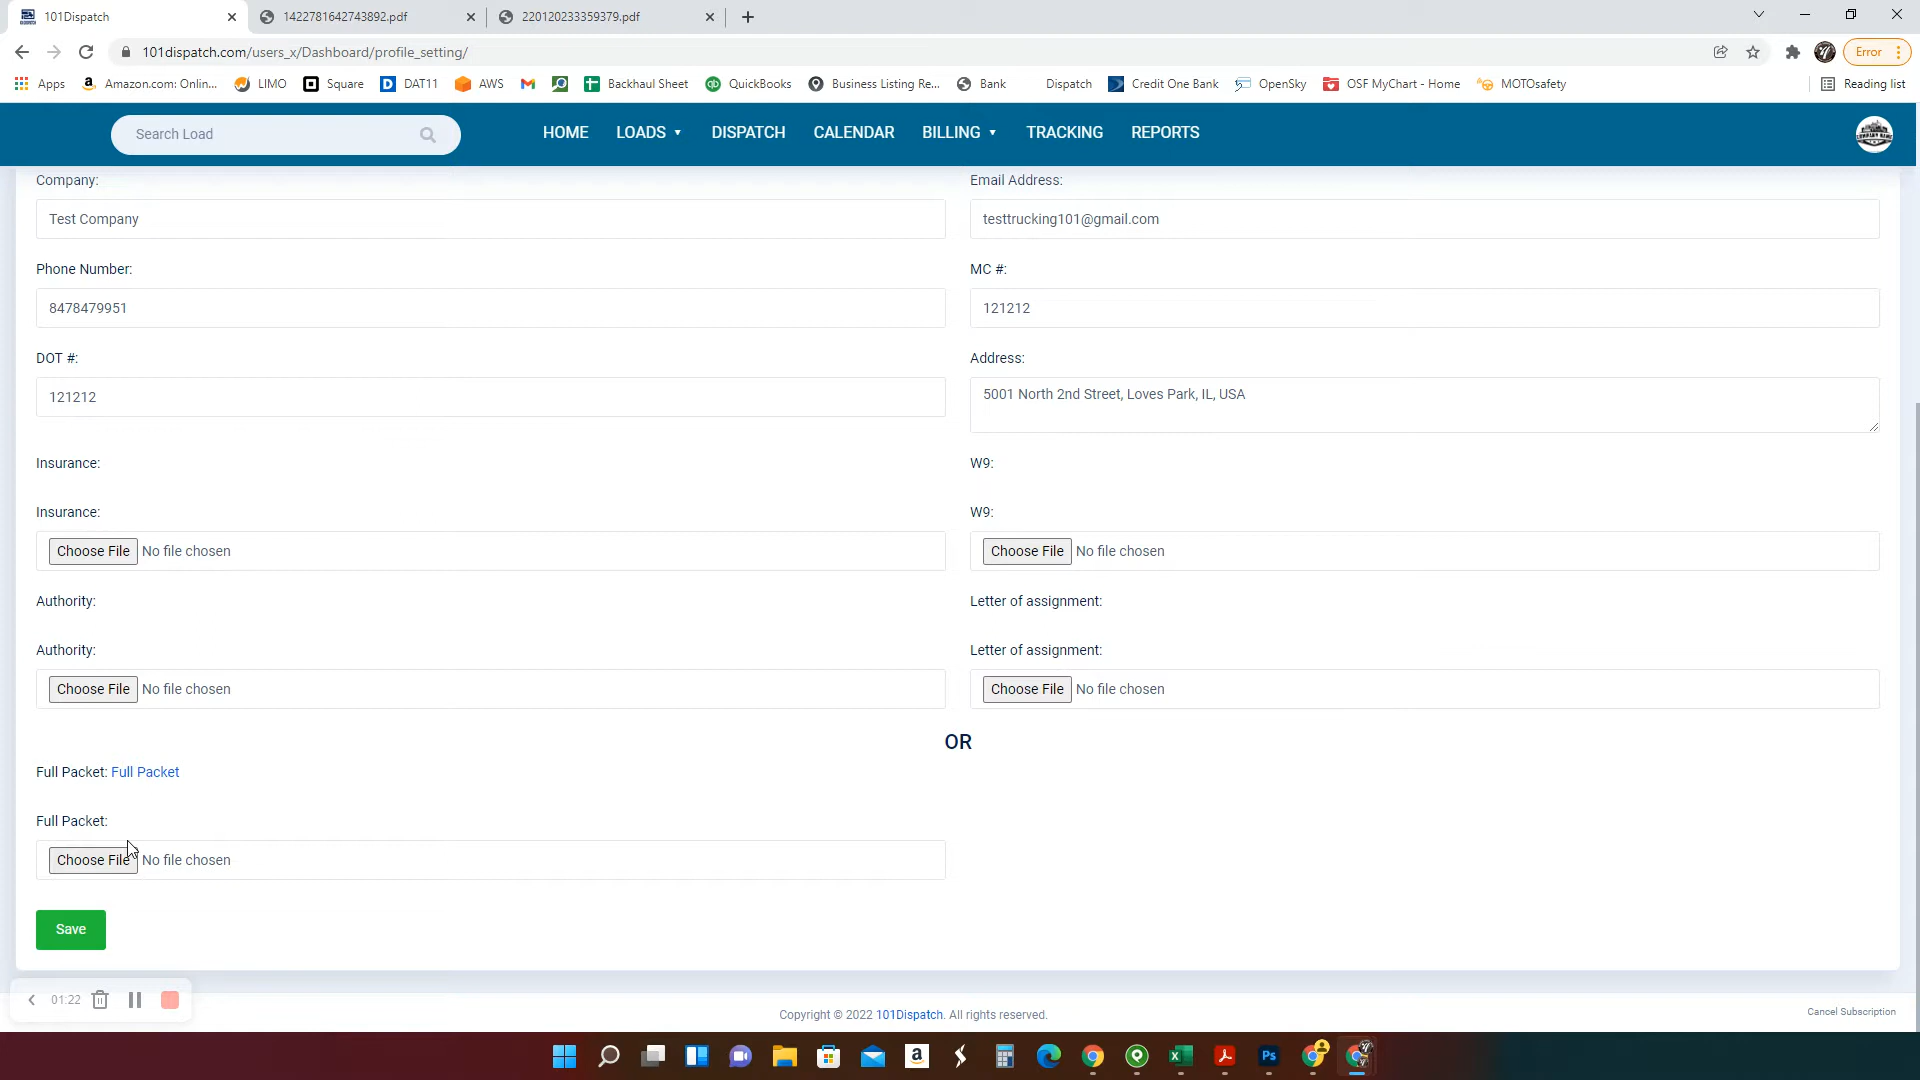 101Dispatch
1422781642743892.pdf
220120233359379.pdf
101dispatch.com/users_x/Dashboard/profile_setting/
Error
Apps
Amazon.com: Onlin...
LIMO
Square
DAT11
AWS
Backhaul Sheet
QuickBooks
Business Listing Re...
Bank
Dispatch
Credit One Bank
OpenSky
OSF MyChart - Home
MOTOsafety
Reading list
Search Load
HOME
LOADS
DISPATCH
CALENDAR
BILLING
TRACKING
REPORTS
Company:
Email Address:
Test Company
testtrucking101@gmail.com
Phone Number:
MC #:
8478479951
121212
DOT #:
Address:
121212
5001 North 2nd Street, Loves Park, IL, USA
Insurance:
W9:
Insurance:
W9:
Choose File No file chosen
Choose File No file chosen
Authority:
Letter of assignment:
Authority:
Letter of assignment:
Choose File No file chosen
Choose File No file chosen
OR
Full Packet: Full Packet
Full Packet:
Choose File No file chosen
Save
01:22
Copyright © 2022 101Dispatch. All rights reserved.
Cancel Subscription